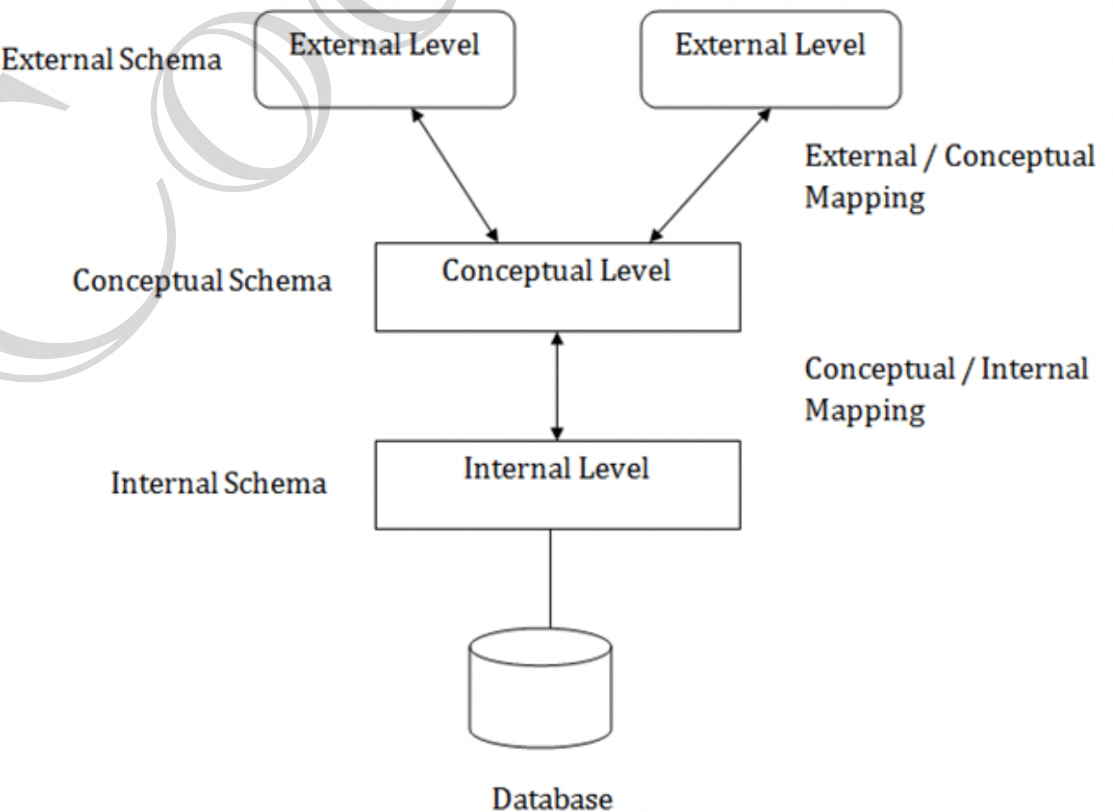 External Schema
External Level
External Level
External / Conceptual
Mapping
Conceptual Schema
Conceptual Level
Conceptual / Internal
Mapping
Internal Schema
Internal Level
Database